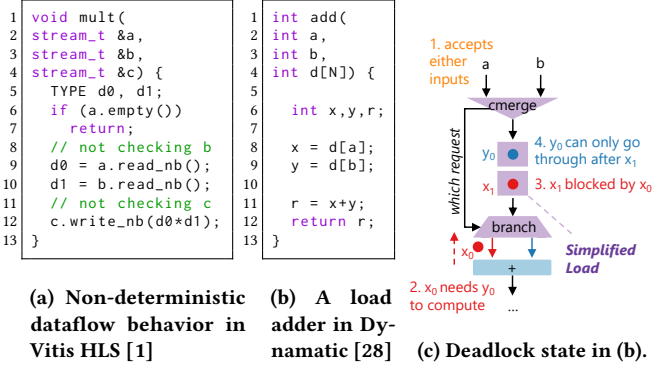 1 void mult(
2 stream_t &a,
3 stream_t &b,
4 stream_t &c) {
5 TYPE d0, d1;
6 if (a.empty())
7 return;
8 // not checking b
9 d0 = a.read_nb();
10 d1 = b.read_nb();
11 // not checking c
12 c.write_nb(d0*d1);
13 }
(a) Non-deterministic
dataflow behavior in
Vitis HLS [1]
1 int add(
2 int a,
3 int b,
4 int d[N]) {
5
6 int x,y,r;
7
8 x = d[a];
9 y = d[b];
10
11 r = x+y;
12 return r;
13 }
(b) A load
adder in Dy-
namatic [28]
1. accepts
either
inputs
a b
cmerge
which request
y0
4. y0 can only go
through after x1
x1
3. x1 blocked by x0
branch
x0
Simplified
Load
+
2. x0 needs y0
to compute
...
(c) Deadlock state in (b).